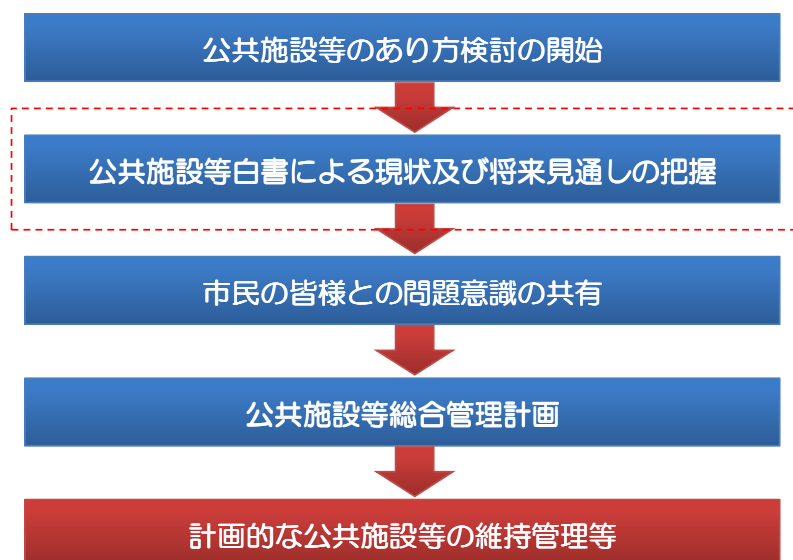 公共施設等のあり方検討の開始
公共施設等白書による現状及び将来見通しの把握
市民の皆様との問題意識の共有
公共施設等総合管理計画
計画的な公共施設等の維持管理等